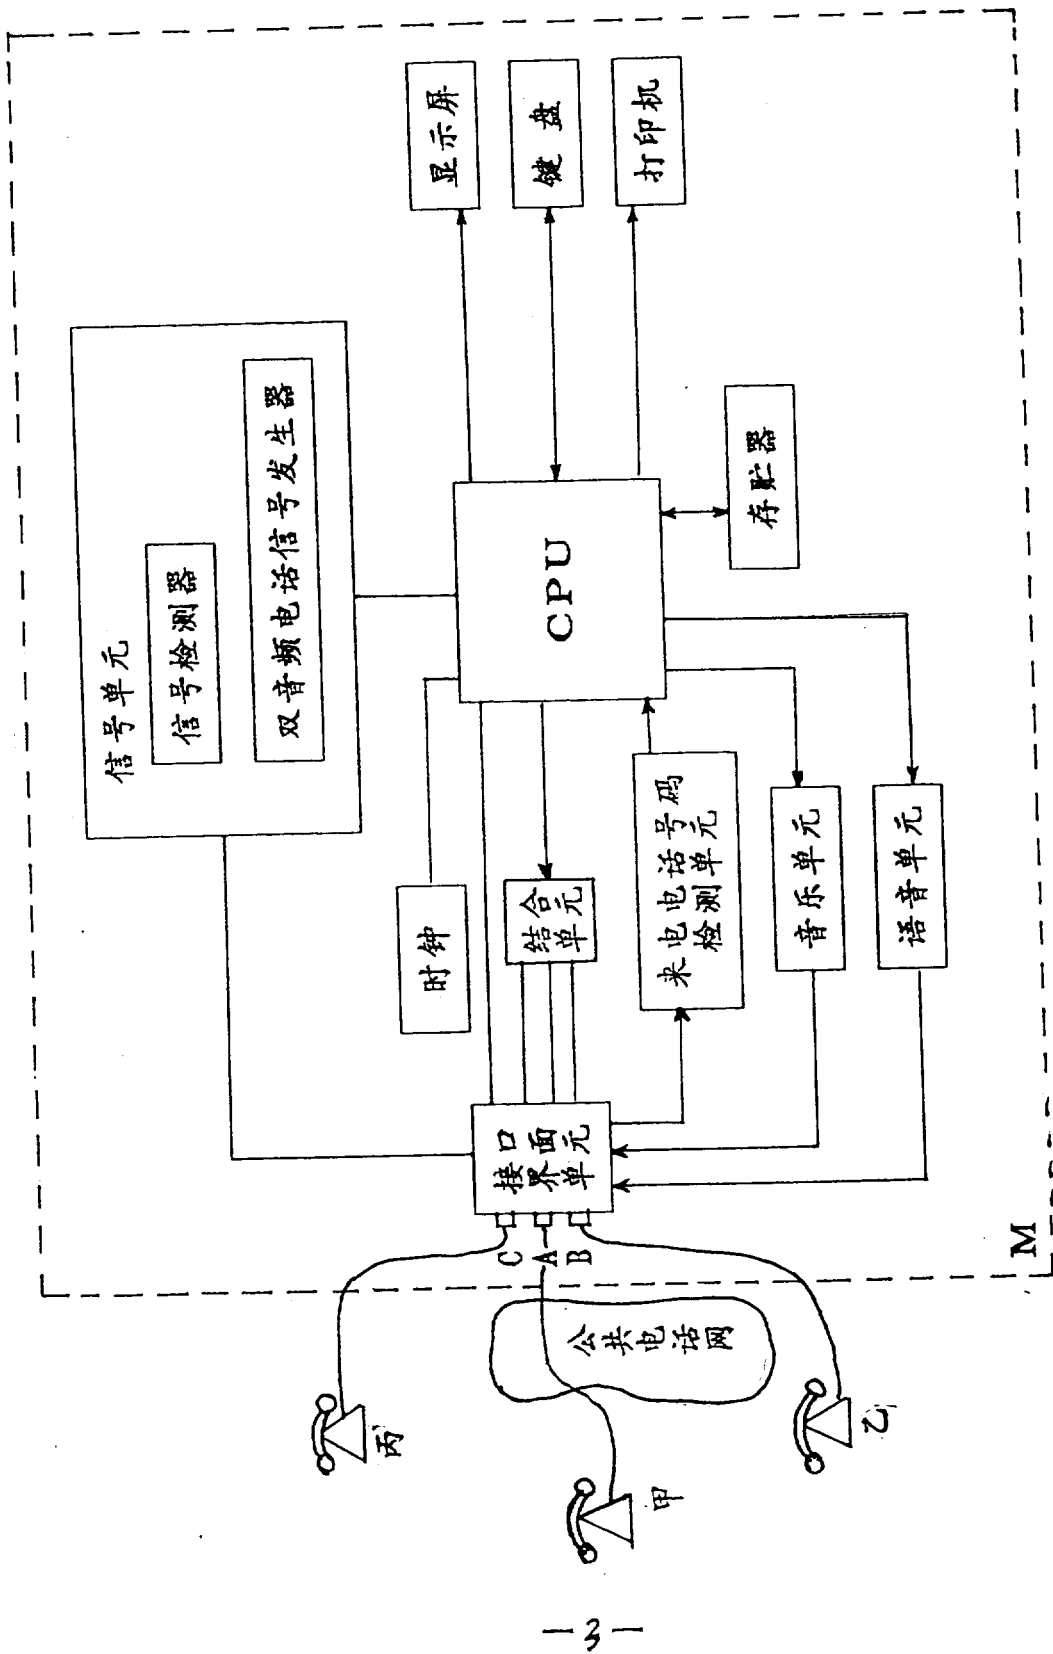 信号单元
信号检测器
双音频电话信号发生器
显示屏
键盘
打印机
CPU
存贮器
时钟
结合
单元
来电电话号码
检测单元
音乐单元
语音单元
接口
界面
单元
C
A
B
M
公共电话网
丙
甲
乙
—3—